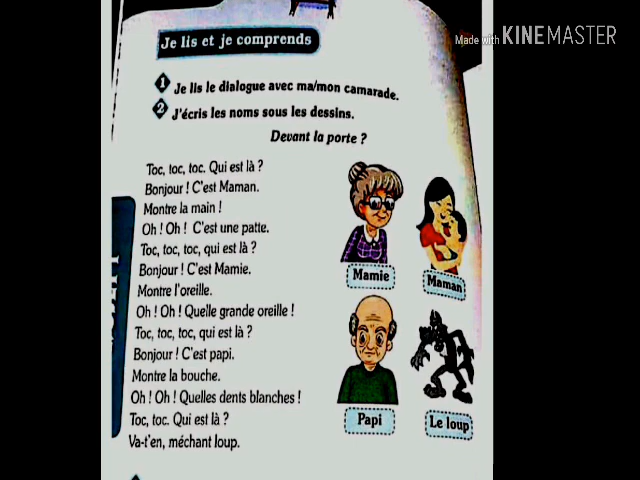 Made with KINEMASTER
Je lis et je comprends
1 Je lis le dialogue avec ma/mon camarade.
2 J'écris les noms sous les dessins.
Devant la porte ?
Toc, toc, toc. Qui est là ?
Bonjour ! C'est Maman.
Montre la main !
Oh ! Oh ! C'est une patte.
Toc, toc, toc, qui est là ?
Bonjour ! C'est Mamie.
Montre l'oreille.
Oh ! Oh ! Quelle grande oreille !
Toc, toc, toc, qui est là ?
Bonjour ! C'est papi.
Montre la bouche.
Oh ! Oh ! Quelles dents blanches !
Toc, toc. Qui est là ?
Va-t'en, méchant loup.
Mamie
Maman
Papi
Le loup